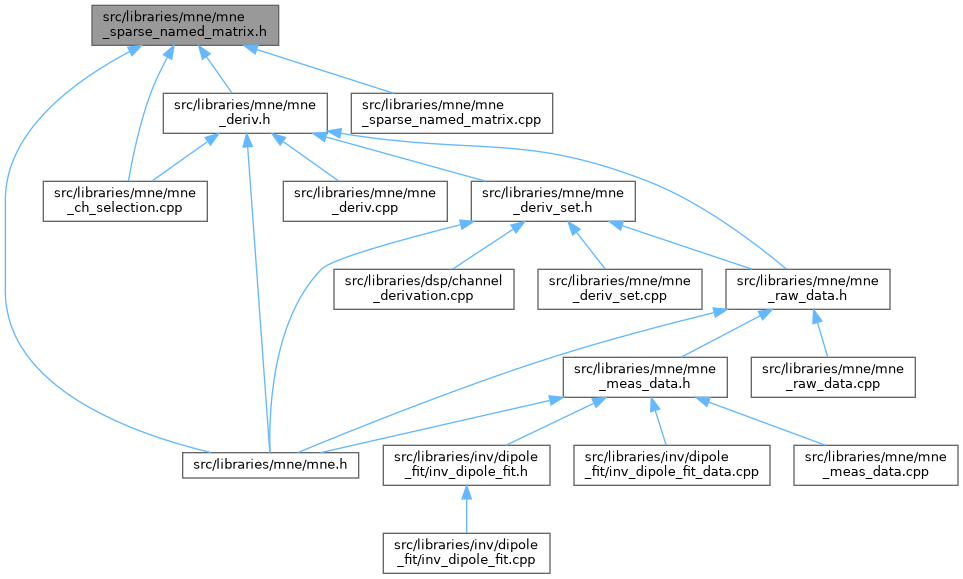 src/libraries/mne/mne
_sparse_named_matrix.h
src/libraries/mne/mne
_deriv.h
src/libraries/mne/mne
_sparse_named_matrix.cpp
src/libraries/mne/mne
_ch_selection.cpp
src/libraries/mne/mne
_deriv.cpp
src/libraries/mne/mne
_deriv_set.h
src/libraries/dsp/channel
_derivation.cpp
src/libraries/mne/mne
_deriv_set.cpp
src/libraries/mne/mne
_raw_data.h
src/libraries/mne/mne
_meas_data.h
src/libraries/mne/mne
_raw_data.cpp
src/libraries/mne/mne.h
src/libraries/inv/dipole
_fit/inv_dipole_fit.h
src/libraries/inv/dipole
_fit/inv_dipole_fit_data.cpp
src/libraries/mne/mne
_meas_data.cpp
src/libraries/inv/dipole
_fit/inv_dipole_fit.cpp